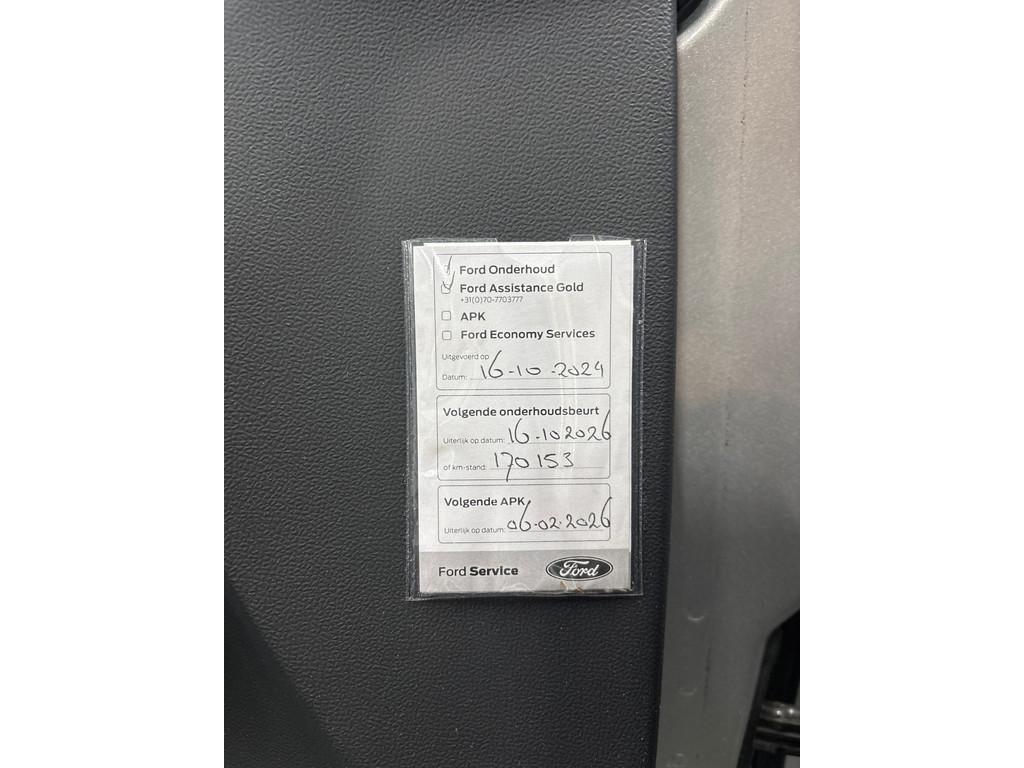 Ford Onderhoud
Ford Assistance Gold
+31(0)70-7703777
APK
Ford Economy Services
Uitgevoerd op
Datum: 16-10-2024
Volgende onderhoudsbeurt
Uiterlijk op datum: 16-10 2026
of km-stand: 170 153
Volgende APK
Uiterlijk op datum: 06-02-2026
Ford Service
Ford